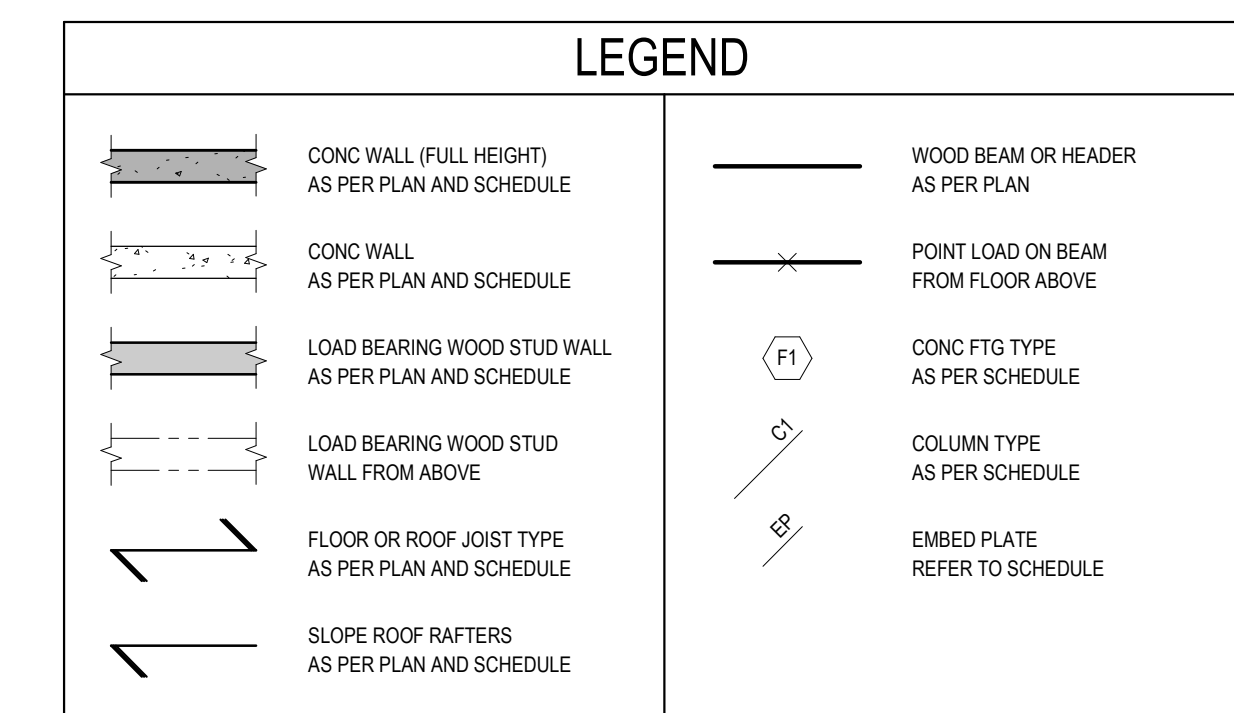 LEGEND
CONC WALL (FULL HEIGHT)
AS PER PLAN AND SCHEDULE
CONC WALL
AS PER PLAN AND SCHEDULE
LOAD BEARING WOOD STUD WALL
AS PER PLAN AND SCHEDULE
LOAD BEARING WOOD STUD
WALL FROM ABOVE
FLOOR OR ROOF JOIST TYPE
AS PER PLAN AND SCHEDULE
SLOPE ROOF RAFTERS
AS PER PLAN AND SCHEDULE
WOOD BEAM OR HEADER
AS PER PLAN
POINT LOAD ON BEAM
FROM FLOOR ABOVE
F1
CONC FTG TYPE
AS PER SCHEDULE
C1
COLUMN TYPE
AS PER SCHEDULE
EP
EMBED PLATE
REFER TO SCHEDULE